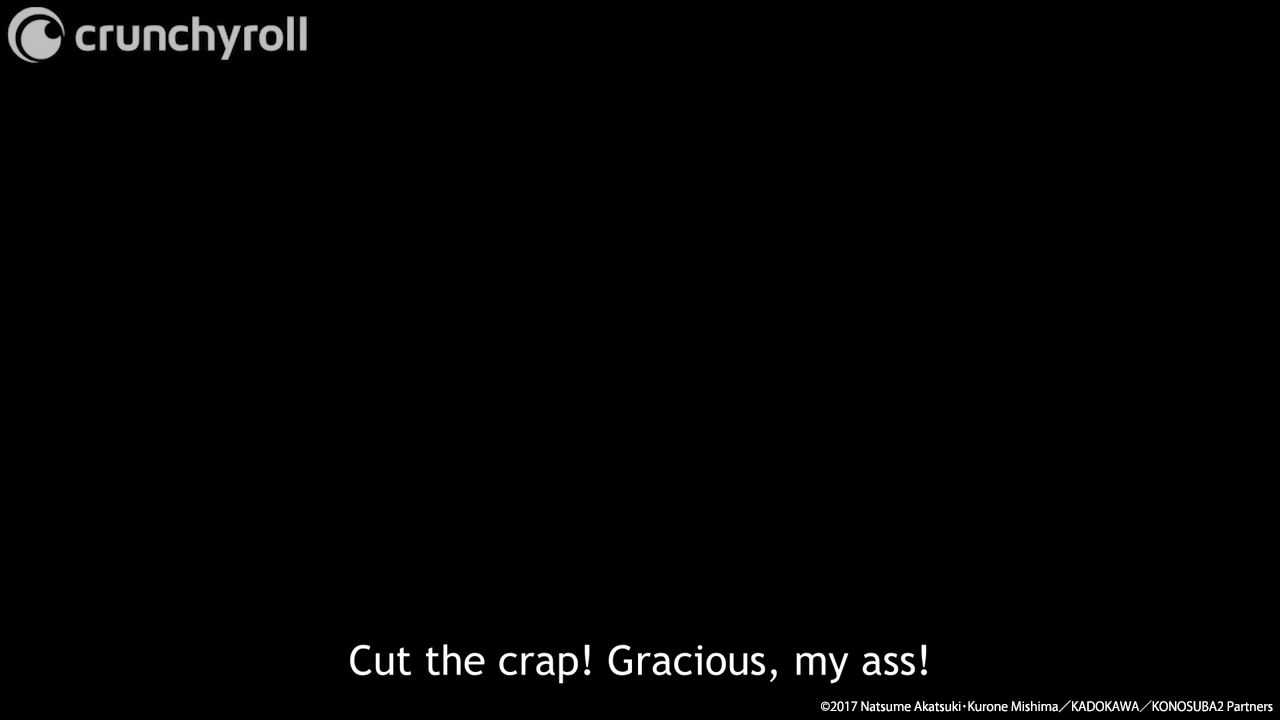 crunchyroll
Cut the crap! Gracious, my ass!
©2017 Natsume Akatsuki・Kurone Mishima／KADOKAWA／KONOSUBA2 Partners